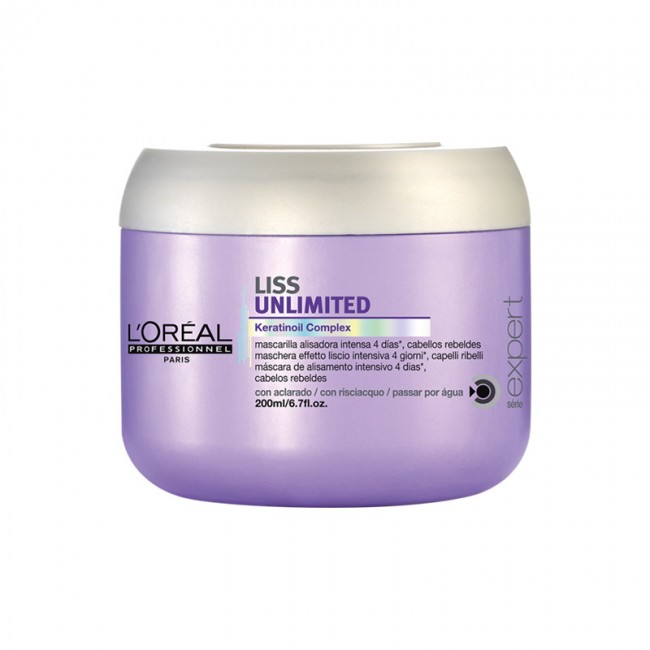 L'ORÉAL
PROFESSIONNEL
PARIS
LISS
UNLIMITED
Keratinoil Complex
mascarilla alisadora intensa 4 días*, cabellos rebeldes
maschera effetto liscio intensiva 4 giorni*, capelli ribelli
máscara de alisamento intensivo 4 dias*,
cabelos rebeldes
con aclarado / con risciacquo / passar por água
200ml/6.7fl.oz.
série expert